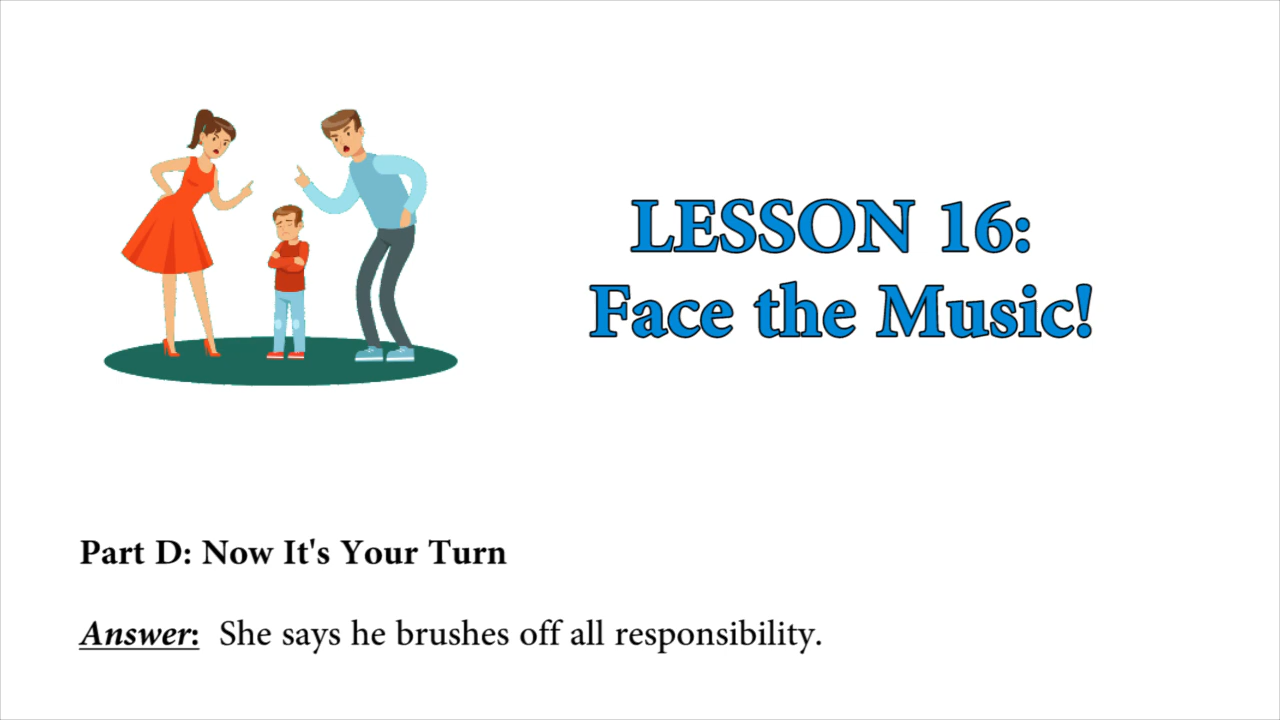 LESSON 16:
Face the Music!
Part D: Now It's Your Turn
Answer: She says he brushes off all responsibility.